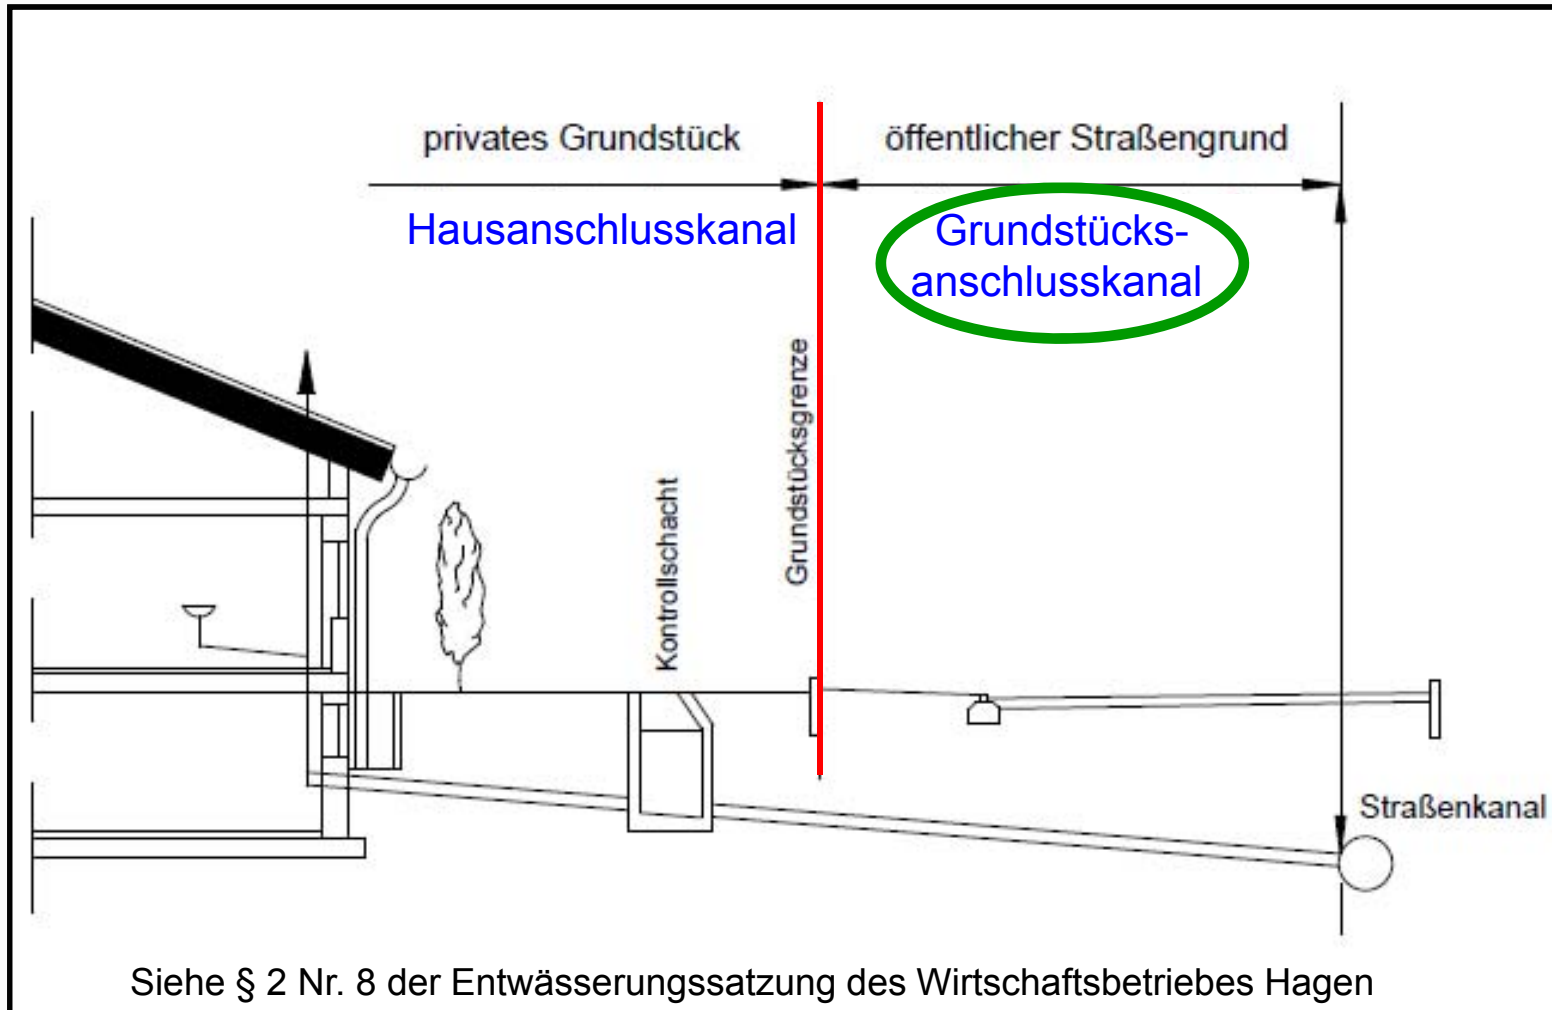 privates Grundstück
öffentlicher Straßengrund
Hausanschlusskanal
Grundstücks-
anschlusskanal
Grundstücksgrenze
Kontrollschacht
Straßenkanal
Siehe § 2 Nr. 8 der Entwässerungssatzung des Wirtschaftsbetriebes Hagen